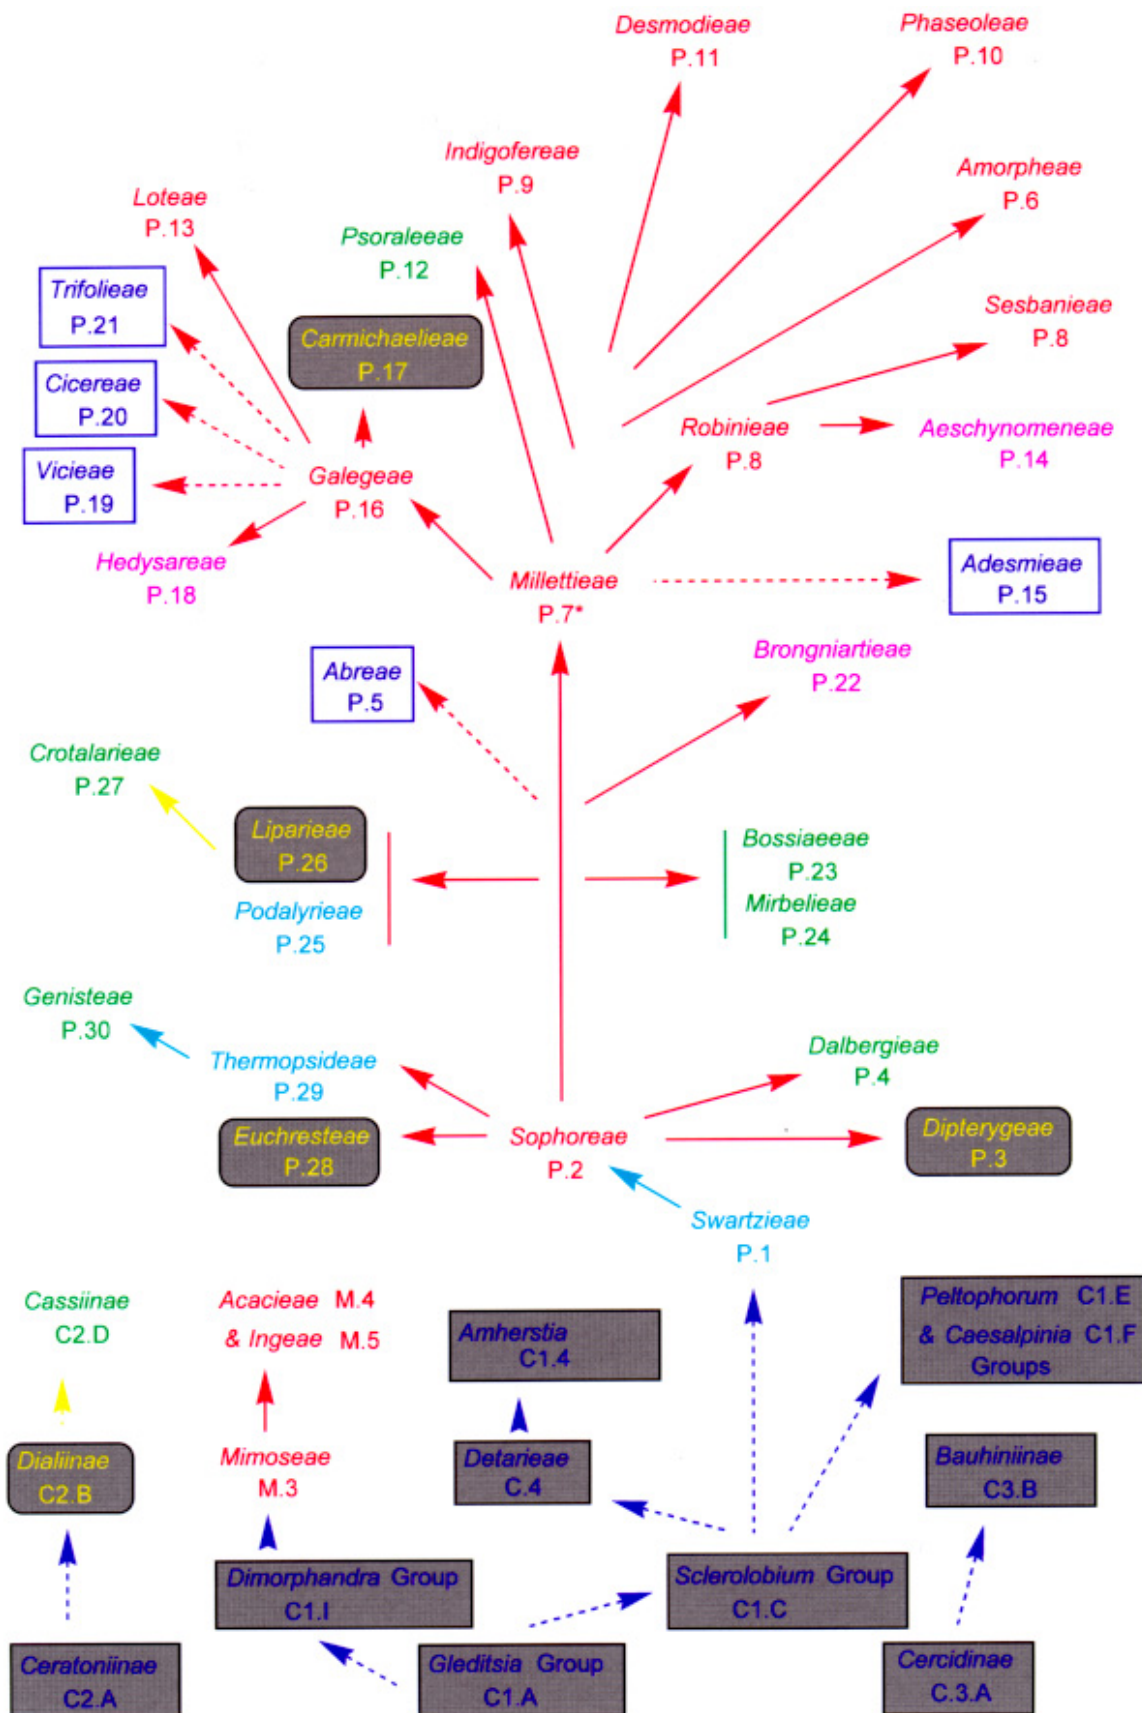 Desmodieae
P.11
Phaseoleae
P.10
Indigofereae
P.9
Amorpheae
P.6
Loteae
P.13
Psoraleeae
P.12
Trifolieae
P.21
Carmichaelieae
P.17
Sesbanieae
P.8
Cicereae
P.20
Robinieae
P.8
Aeschynomeneae
P.14
Vicieae
P.19
Galegeae
P.16
Hedysareae
P.18
Millettieae
P.7*
Adesmieae
P.15
Abreae
P.5
Brongniartieae
P.22
Crotalarieae
P.27
Liparieae
P.26
Podalyrieae
P.25
Bossiaeeae
P.23
Mirbelieae
P.24
Genisteae
P.30
Thermopsideae
P.29
Dalbergieae
P.4
Euchresteae
P.28
Sophoreae
P.2
Dipterygeae
P.3
Swartzieae
P.1
Cassiinae
C2.D
Acacieae M.4
& Ingeae M.5
Amherstia
C1.4
Peltophorum C1.E
& Caesalpinia C1.F
Groups
Dialiinae
C2.B
Mimoseae
M.3
Detarieae
C.4
Bauhiniinae
C3.B
Dimorphandra Group
C1.I
Sclerolobium Group
C1.C
Ceratoniinae
C2.A
Gleditsia Group
C1.A
Cercidinae
C.3.A